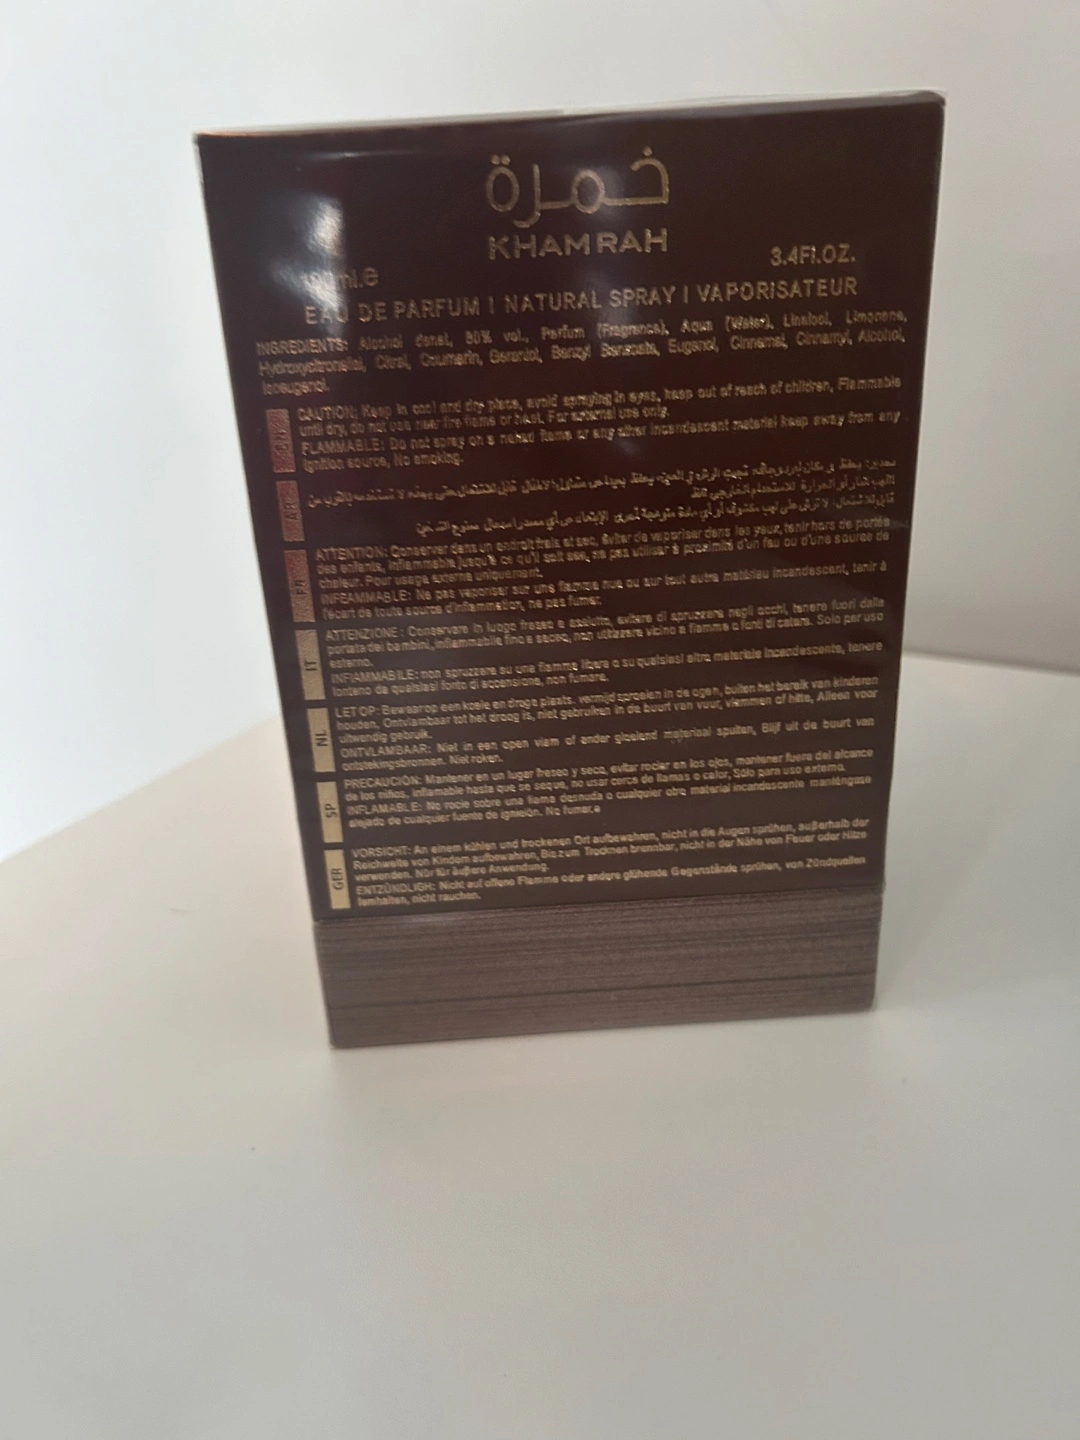 خمرة
KHAMRAH
100ml.e 3.4Fl.OZ.
EAU DE PARFUM | NATURAL SPRAY | VAPORISATEUR
INGREDIENTS: Alcohol denat, 80% vol., Parfum (Fragrance), Aqua (Water), Linalool, Limonene,
Hydroxycitronellal, Citral, Coumarin, Geraniol, Benzyl Benzoate, Eugenol, Cinnamal, Cinnamyl Alcohol,
Isoeugenol.
CAUTION: Keep in cool and dry place, avoid spraying in eyes, keep out of reach of children, Flammable
until dry, do not use near fire flame or heat. For external use only.
FLAMMABLE: Do not spray on a naked flame or any other incandescent material keep away from any
ignition source, No smoking.
AR
FR
ATTENTION: Conserver dans un endroit frais et sec, éviter de vaporiser dans les yeux, tenir hors de portée
des enfants, inflammable jusqu'à ce qu'il soit sec, ne pas utiliser à proximité d'un feu ou d'une source de
chaleur. Pour usage externe uniquement.
INFLAMMABLE: Ne pas vaporiser sur une flamme nue ou sur tout autre matériau incandescent, tenir à
l'écart de toute source d'inflammation, ne pas fumer.
IT
ATTENZIONE: Conservare in luogo fresco e asciutto, evitare di spruzzare negli occhi, tenere fuori dalla
portata dei bambini, infiammabile fino a secco, non utilizzare vicino a fiamme o fonti di calore. Solo per uso
esterno.
INFIAMMABILE: non spruzzare su una fiamma libera o su qualsiasi altro materiale incandescente, tenere
lontano da qualsiasi fonte di accensione, non fumare.
NL
LET OP: Bewaar op een koele en droge plaats. vermijd sproeien in de ogen, buiten het bereik van kinderen
houden. Ontvlambaar tot het droog is, niet gebruiken in de buurt van vuur, vlammen of hitte, Alleen voor
uitwendig gebruik.
ONTVLAMBAAR: Niet in een open vlam of ander gloeiend materiaal spuiten, Blijf uit de buurt van
ontstekingsbronnen. Niet roken.
SP
PRECAUCIÓN: Mantener en un lugar fresco y seco, evitar rociar en los ojos, mantener fuera del alcance
de los niños, inflamable hasta que se seque, no usar cerca de llamas o calor, Sólo para uso externo.
INFLAMABLE: No rocíe sobre una llama desnuda o cualquier otro material incandescente manténgase
alejado de cualquier fuente de ignición. No fumar.
GER
VORSICHT: An einem kühlen und trockenen Ort aufbewahren, nicht in die Augen sprühen, außerhalb der
Reichweite von Kindern aufbewahren, Bis zum Trocknen brennbar, nicht in der Nähe von Feuer oder Hitze
verwenden. Nür für äußere Anwendung.
ENTZÜNDLIGH: Nicht auf offene Flamme oder andere glühende Gegenstände sprühen, von Zündquellen
fernhalten, nicht rauchen.